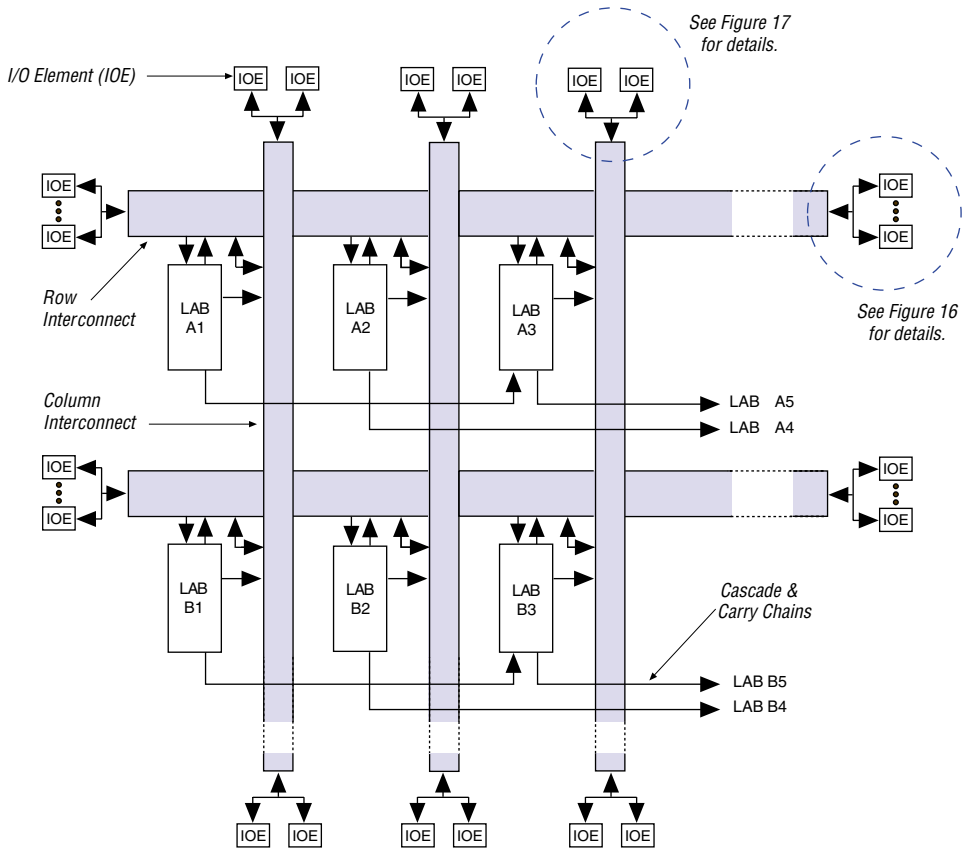 See Figure 17
for details.
I/O Element (IOE)
IOE IOE IOE IOE IOE IOE
IOE
IOE
IOE
IOE
Row
Interconnect
LAB
A1
LAB
A2
LAB
A3
See Figure 16
for details.
Column
Interconnect
LAB A5
LAB A4
IOE
IOE
IOE
IOE
LAB
B1
LAB
B2
LAB
B3
Cascade &
Carry Chains
LAB B5
LAB B4
IOE IOE IOE IOE IOE IOE